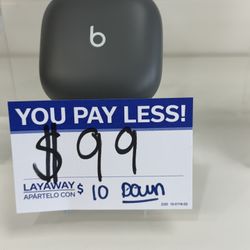 b
YOU PAY LESS!
$99
LAYAWAY $ 10 Down
APÁRTELO CON